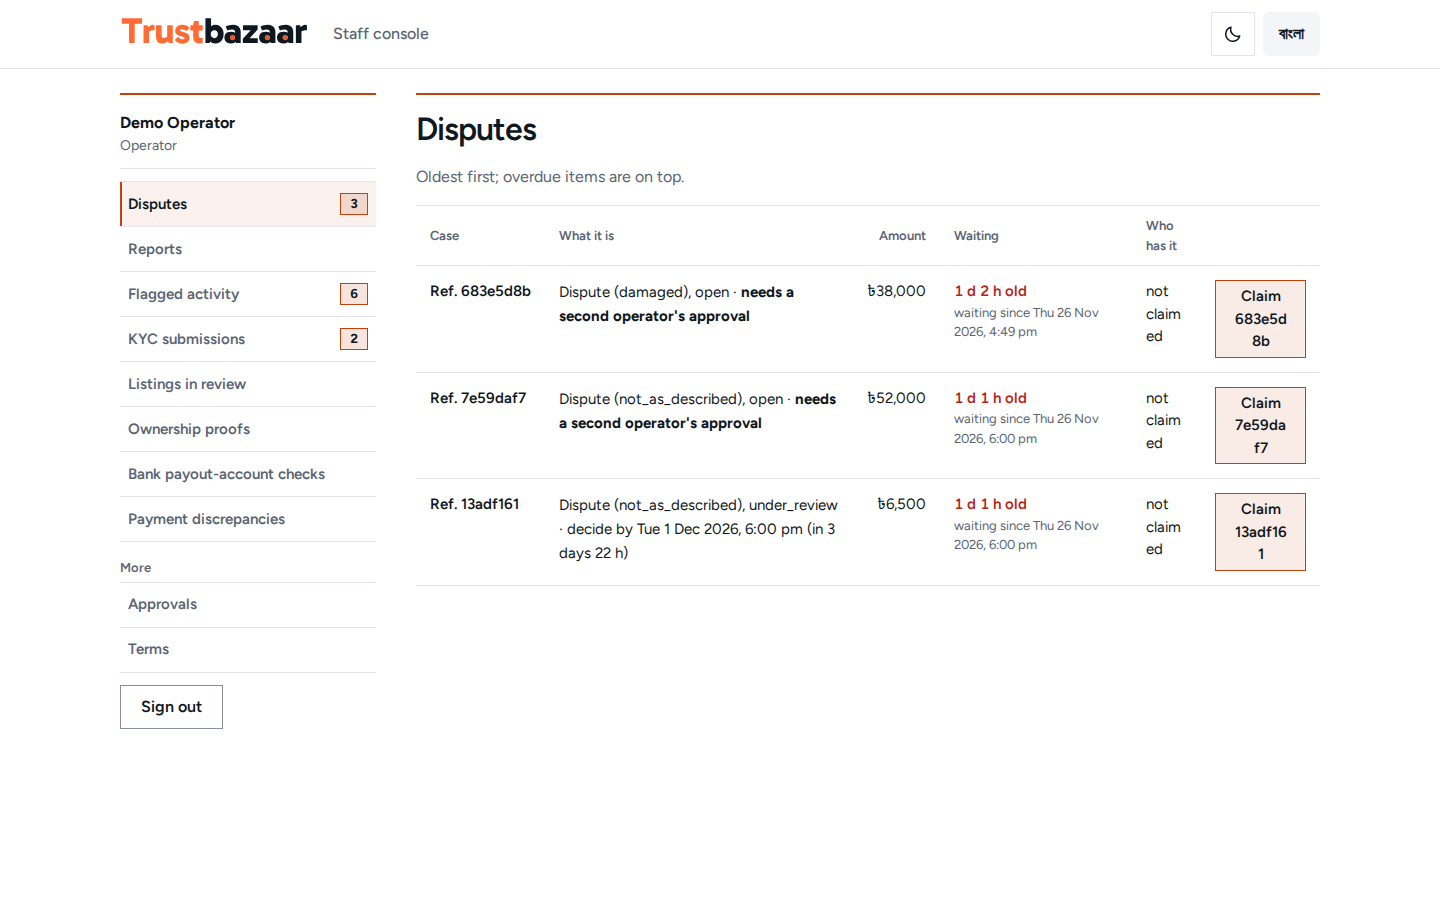 Trustbazaar
Staff console
বাংলা
Demo Operator
Operator
Disputes 3
Reports
Flagged activity 6
KYC submissions 2
Listings in review
Ownership proofs
Bank payout-account checks
Payment discrepancies
More
Approvals
Terms
Sign out
Disputes
Oldest first; overdue items are on top.
Case
What it is
Amount
Waiting
Who
has it
Ref. 683e5d8b
Dispute (damaged), open · needs a
second operator's approval
৳38,000
1 d 2 h old
waiting since Thu 26 Nov
2026, 4:49 pm
not
claim
ed
Claim
683e5d
8b
Ref. 7e59daf7
Dispute (not_as_described), open · needs
a second operator's approval
৳52,000
1 d 1 h old
waiting since Thu 26 Nov
2026, 6:00 pm
not
claim
ed
Claim
7e59da
f7
Ref. 13adf161
Dispute (not_as_described), under_review
· decide by Tue 1 Dec 2026, 6:00 pm (in 3
days 22 h)
৳6,500
1 d 1 h old
waiting since Thu 26 Nov
2026, 6:00 pm
not
claim
ed
Claim
13adf16
1